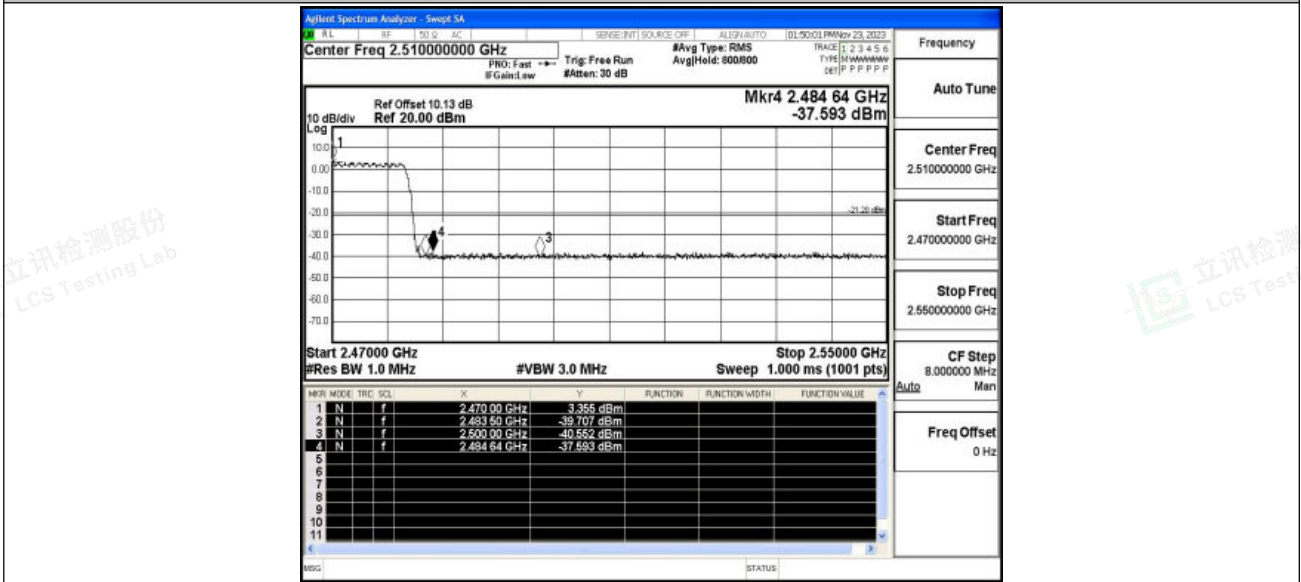 Agilent Spectrum Analyzer - Swept SA
RL RF 50 Ω AC SENSE:INT SOURCE OFF ALIGN AUTO 01:50:01 PM Nov 23, 2023
Center Freq 2.510000000 GHz
PNO: Fast
IFGain:Low
Trig: Free Run
#Atten: 30 dB
#Avg Type: RMS
Avg|Hold: 800/800
TRACE 1 2 3 4 5 6
TYPE M W W W W W
DET P P P P P P
Frequency
Auto Tune
Center Freq
2.510000000 GHz
Start Freq
2.470000000 GHz
Stop Freq
2.550000000 GHz
CF Step
8.000000 MHz
Auto Man
Freq Offset
0 Hz
Mkr4 2.484 64 GHz
-37.593 dBm
Ref Offset 10.13 dB
10 dB/div Ref 20.00 dBm
Log
10.0
0.00
-10.0
-20.0
-30.0
-40.0
-50.0
-60.0
-70.0
1
4
3
-21.20 dBm
Start 2.47000 GHz Stop 2.55000 GHz
#Res BW 1.0 MHz #VBW 3.0 MHz Sweep 1.000 ms (1001 pts)
MKR MODE TRC SCL X Y FUNCTION FUNCTION WIDTH FUNCTION VALUE
1 N f 2.470 00 GHz 3.355 dBm
2 N f 2.483 50 GHz -39.707 dBm
3 N f 2.500 00 GHz -40.552 dBm
4 N f 2.484 64 GHz -37.593 dBm
5
6
7
8
9
10
11
MSG STATUS
立讯检测股份
LCS Testing Lab
立讯检测
LCS Testi